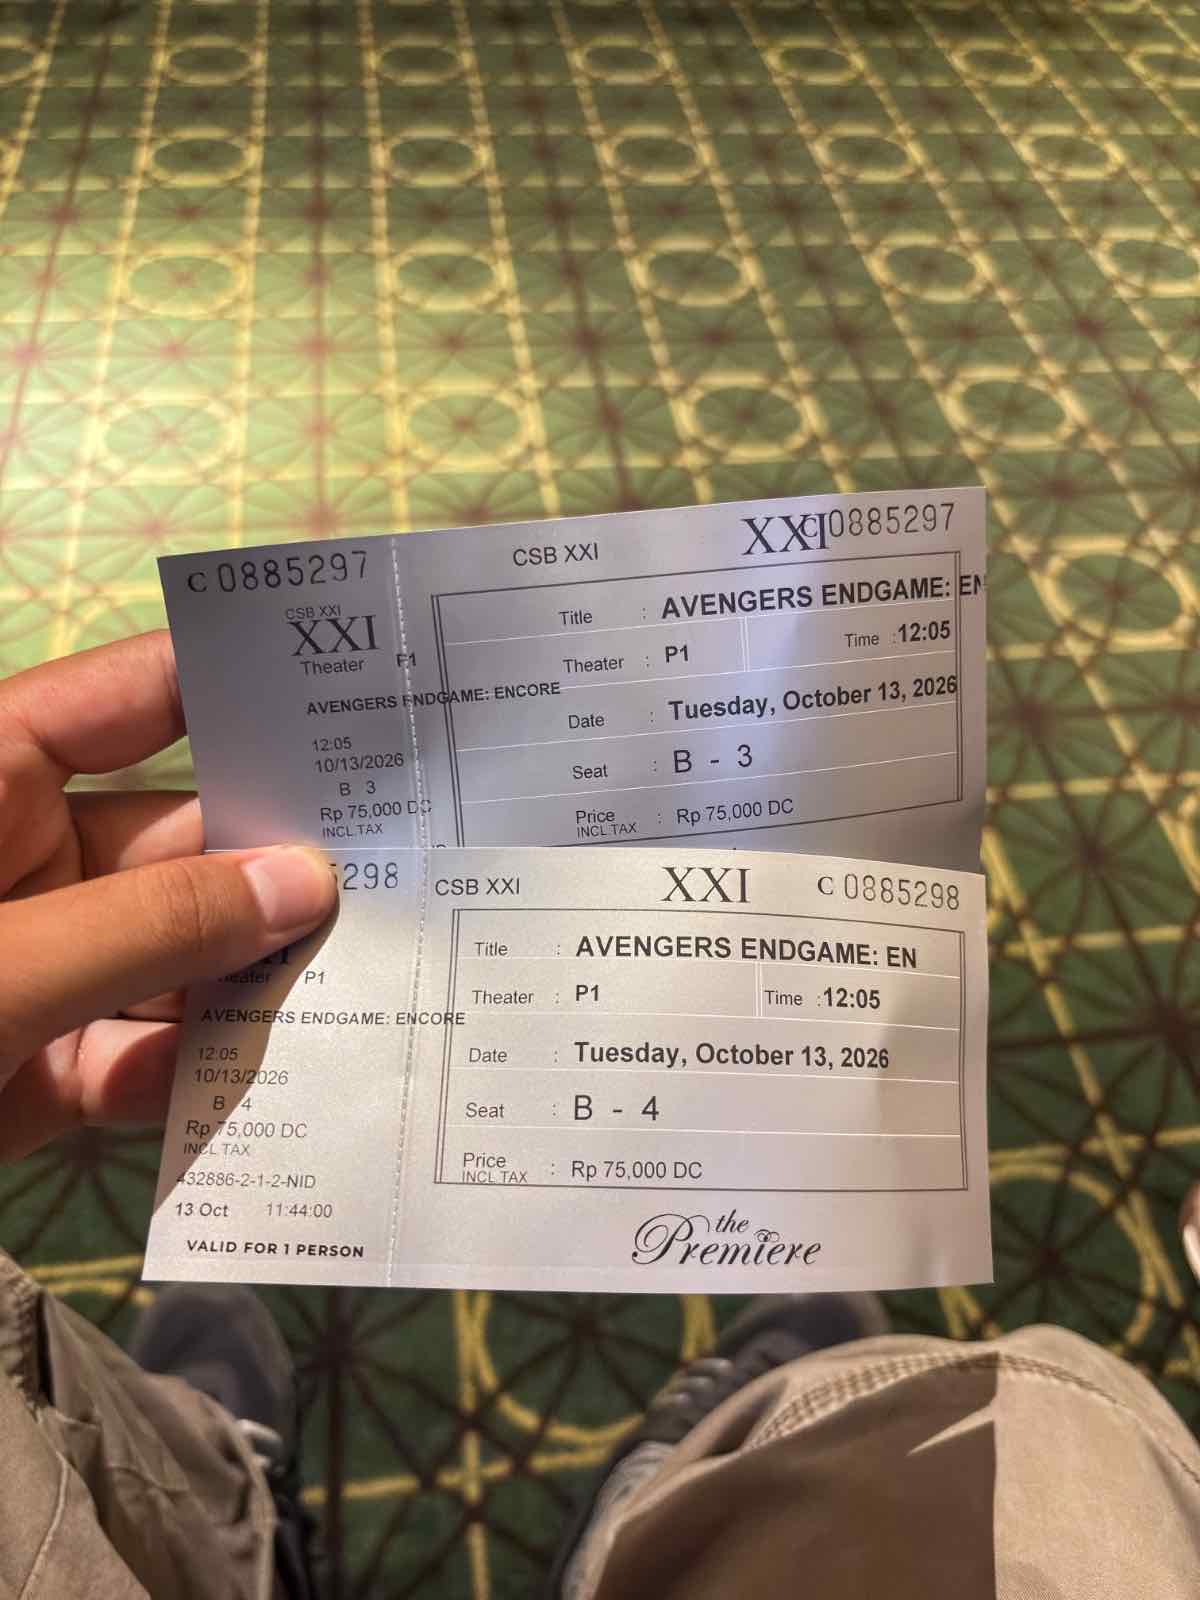 C 0885297
CSB XXI
XXI
Theater P1
AVENGERS ENDGAME: ENCORE
12:05
10/13/2026
B 3
Rp 75,000 DC
INCL.TAX
CSB XXI
XXI C 0885297
Title : AVENGERS ENDGAME: EN
Theater : P1 Time :12:05
Date : Tuesday, October 13, 2026
Seat : B - 3
Price : Rp 75,000 DC
INCL TAX
5298
P1
AVENGERS ENDGAME: ENCORE
12:05
10/13/2026
B 4
Rp 75,000 DC
INCL TAX
432886-2-1-2-NID
13 Oct 11:44:00
VALID FOR 1 PERSON
CSB XXI XXI C 0885298
Title : AVENGERS ENDGAME: EN
Theater : P1 Time :12:05
Date : Tuesday, October 13, 2026
Seat : B - 4
Price : Rp 75,000 DC
INCL TAX
the
Premiere